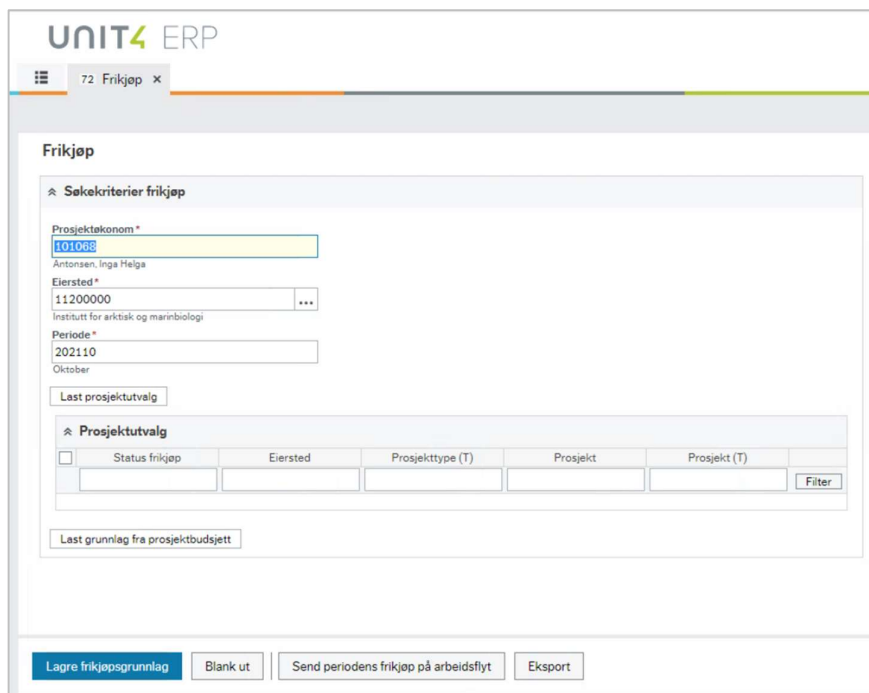 UNIT4 ERP
72 Frikjøp ×
Frikjøp
Søkekriterier frikjøp
Prosjektøkonom*
101068
Antonsen, Inga Helga
Eiersted*
11200000 ...
Institutt for arktisk og marinbiologi
Periode*
202110
Oktober
Last prosjektutvalg
Prosjektutvalg
Status frikjøp Eiersted Prosjekttype (T) Prosjekt Prosjekt (T)
Filter
Last grunnlag fra prosjektbudsjett
Lagre frikjøpsgrunnlag Blank ut Send periodens frikjøp på arbeidsflyt Eksport